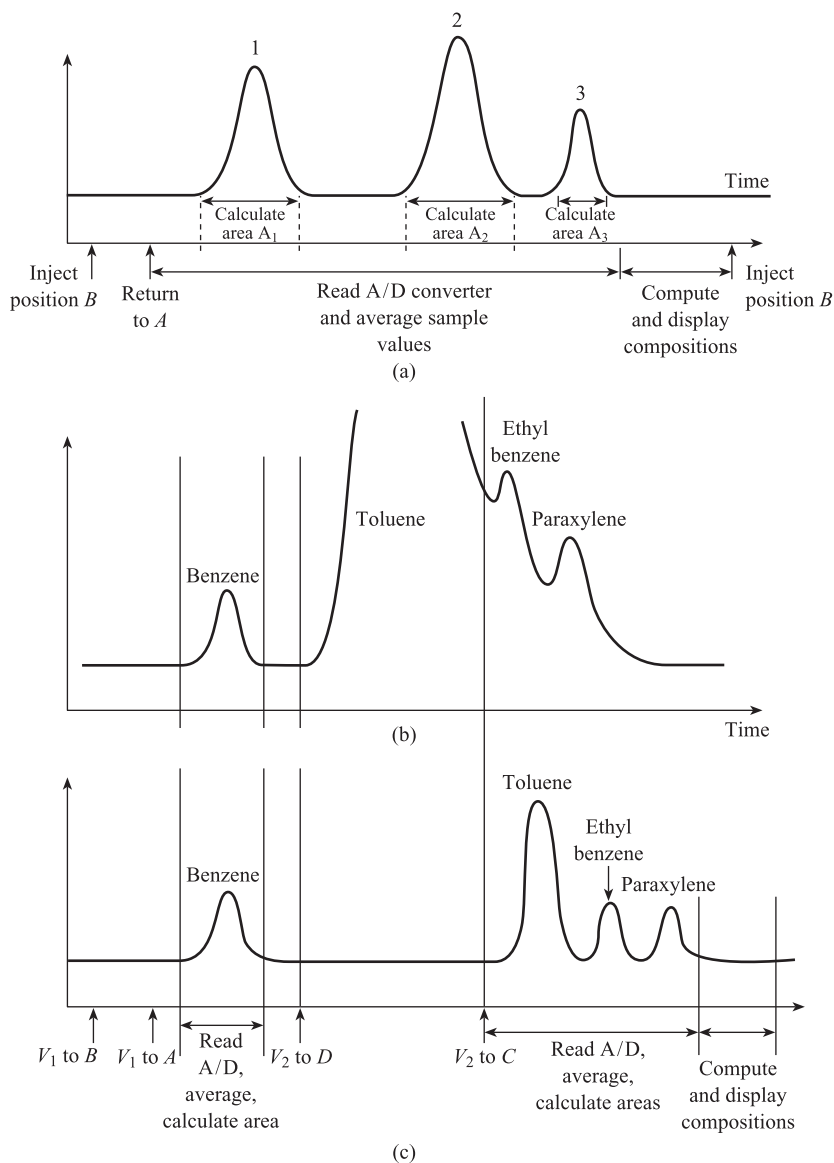 1
2
3
Time
Calculate
area A₁
Calculate
area A₂
Calculate
area A₃
Inject
position B
Return
to A
Read A/D converter
and average sample
values
Compute
and display
compositions
Inject
position B
(a)
Ethyl
benzene
Toluene
Paraxylene
Benzene
(b)
Time
Toluene
Ethyl
benzene
Benzene
Paraxylene
V₁ to B
V₁ to A
Read
A/D,
average,
calculate area
V₂ to D
V₂ to C
Read A/D,
average,
calculate areas
Compute
and display
compositions
(c)